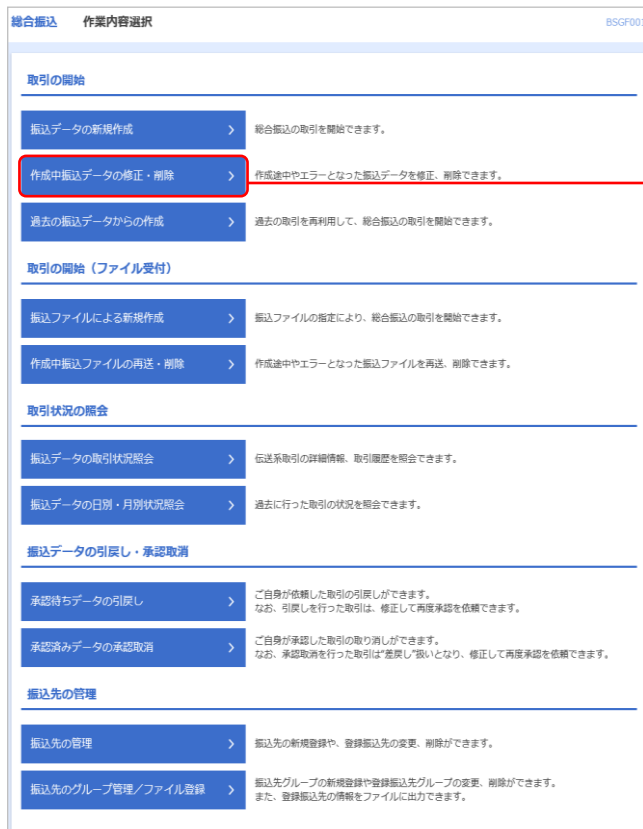 総合振込 作業内容選択 BSGF001
取引の開始
振込データの新規作成
総合振込の取引を開始できます。
作成中振込データの修正・削除
作成途中やエラーとなった振込データを修正、削除できます。
過去の振込データからの作成
過去の取引を再利用して、総合振込の取引を開始できます。
取引の開始（ファイル受付）
振込ファイルによる新規作成
振込ファイルの指定により、総合振込の取引を開始できます。
作成中振込ファイルの再送・削除
作成途中やエラーとなった振込ファイルを再送、削除できます。
取引状況の照会
振込データの取引状況照会
伝送系取引の詳細情報、取引履歴を照会できます。
振込データの日別・月別状況照会
過去に行った取引の状況を照会できます。
振込データの引戻し・承認取消
承認待ちデータの引戻し
ご自身が依頼した取引の引戻しができます。
なお、引戻しを行った取引は、修正して再度承認を依頼できます。
承認済みデータの承認取消
ご自身が承認した取引の取り消しができます。
なお、承認取消を行った取引は“差戻し”扱いとなり、修正して再度承認を依頼できます。
振込先の管理
振込先の管理
振込先の新規登録や、登録振込先の変更、削除ができます。
振込先のグループ管理／ファイル登録
振込先グループの新規登録や登録振込先グループの変更、削除ができます。
また、登録振込先の情報をファイルに出力できます。